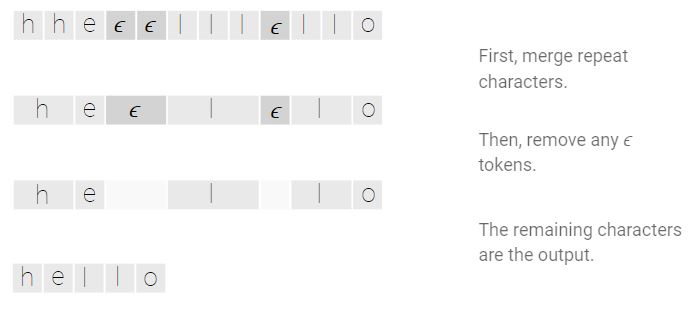 h h e ϵ ϵ l l l ϵ l l o
First, merge repeat
characters.
h e ϵ l ϵ l o
Then, remove any ϵ
tokens.
h e l l o
The remaining characters
are the output.
h e l l o